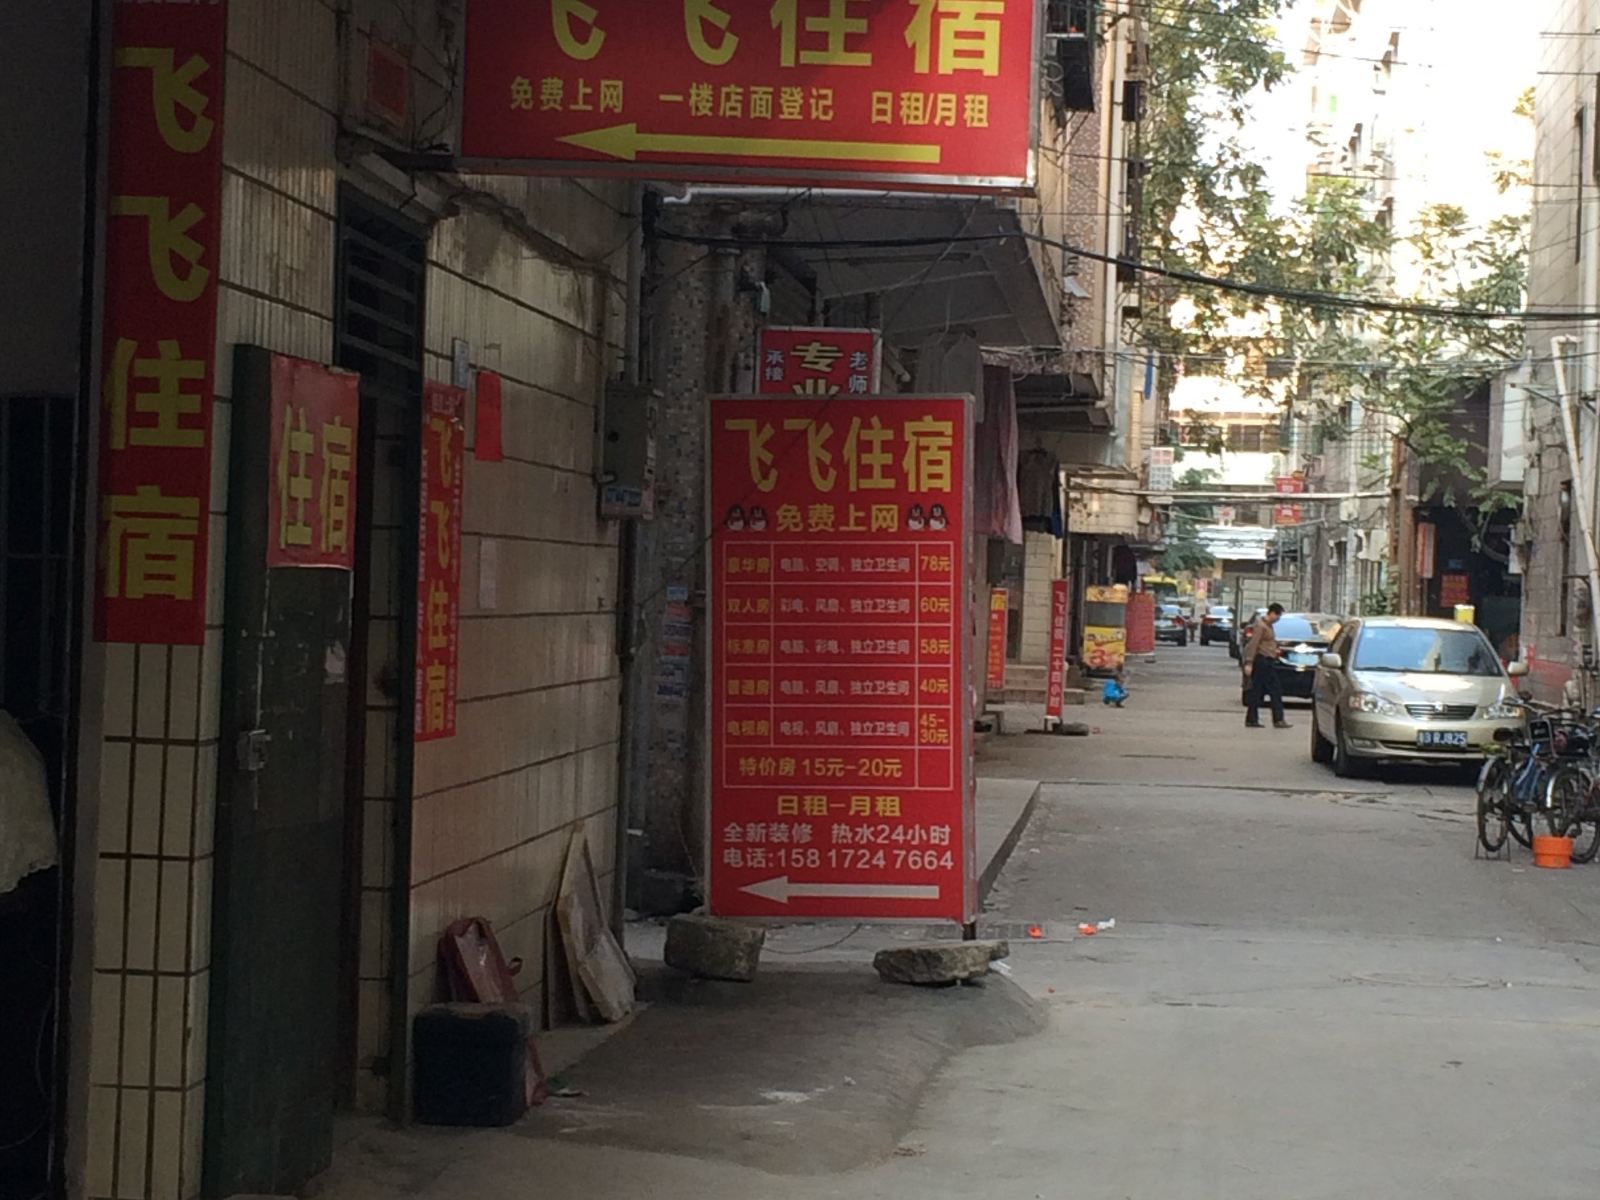 飞飞住宿
免费上网 一楼店面登记 日租/月租
飞飞住宿
住宿
飞飞住宿
承接 专业 老师
飞飞住宿
免费上网
豪华房 电脑、空调、独立卫生间 78元
双人房 彩电、风扇、独立卫生间 60元
标准房 电脑、彩电、独立卫生间 58元
普通房 电脑、风扇、独立卫生间 40元
电视房 电视、风扇、独立卫生间 45-30元
特价房 15元-20元
日租-月租
全新装修 热水24小时
电话:158 1724 7664
飞飞住宿 二十四小时
宿